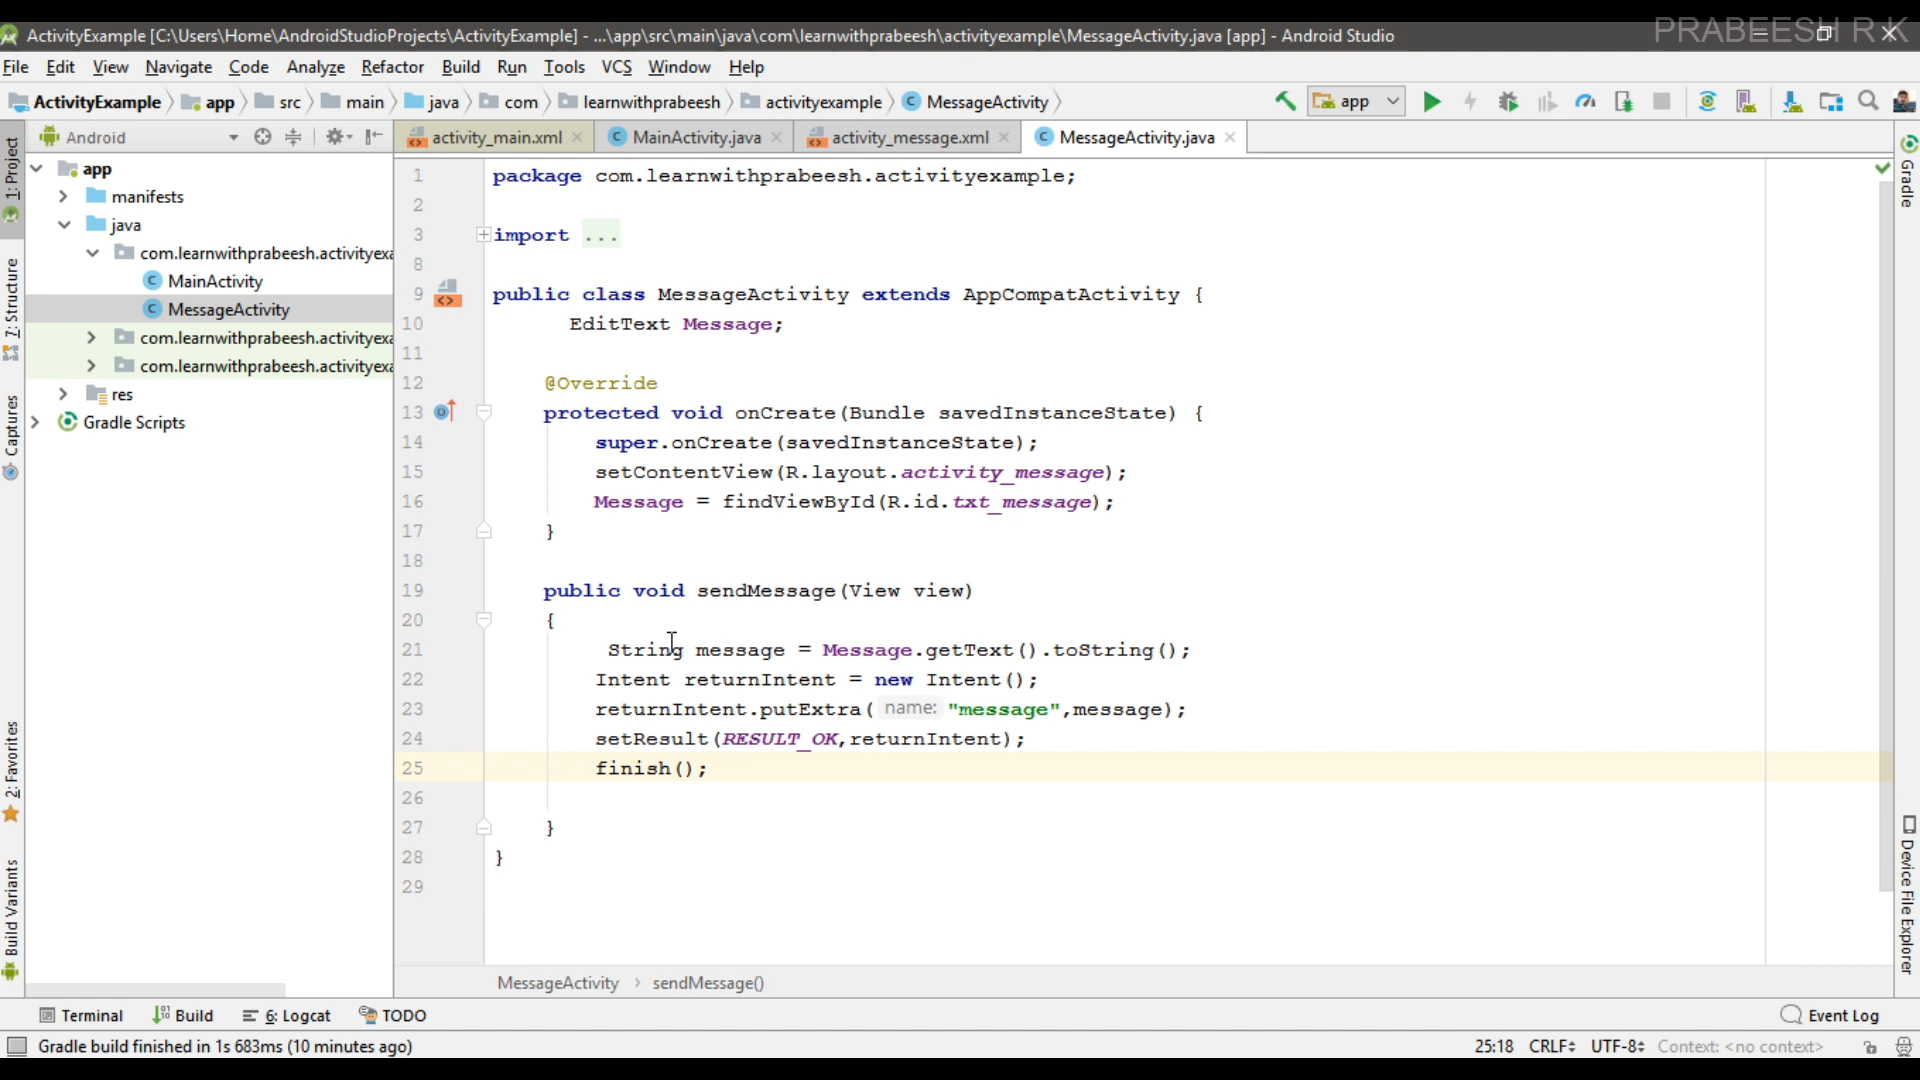 PRABEESH R K
ActivityExample [C:\Users\Home\AndroidStudioProjects\ActivityExample] - ...\app\src\main\java\com\learnwithprabeesh\activityexample\MessageActivity.java [app] - Android Studio
File Edit View Navigate Code Analyze Refactor Build Run Tools VCS Window Help
ActivityExample app src main java com learnwithprabeesh activityexample MessageActivity app
Android
activity_main.xml MainActivity.java activity_message.xml MessageActivity.java
1: Project
Z: Structure
Captures
2: Favorites
Build Variants
app
manifests
java
com.learnwithprabeesh.activityexa
MainActivity
MessageActivity
com.learnwithprabeesh.activityexa
com.learnwithprabeesh.activityexa
res
Gradle Scripts
1 package com.learnwithprabeesh.activityexample;
2
3 import ...
8
9 public class MessageActivity extends AppCompatActivity {
10 EditText Message;
11
12 @Override
13 protected void onCreate(Bundle savedInstanceState) {
14 super.onCreate(savedInstanceState);
15 setContentView(R.layout.activity_message);
16 Message = findViewById(R.id.txt_message);
17 }
18
19 public void sendMessage(View view)
20 {
21 String message = Message.getText().toString();
22 Intent returnIntent = new Intent();
23 returnIntent.putExtra( name: "message",message);
24 setResult(RESULT_OK,returnIntent);
25 finish();
26
27 }
28 }
29
MessageActivity › sendMessage()
Gradle
Device File Explorer
Terminal Build 6: Logcat TODO Event Log
Gradle build finished in 1s 683ms (10 minutes ago) 25:18 CRLF UTF-8 Context: <no context>